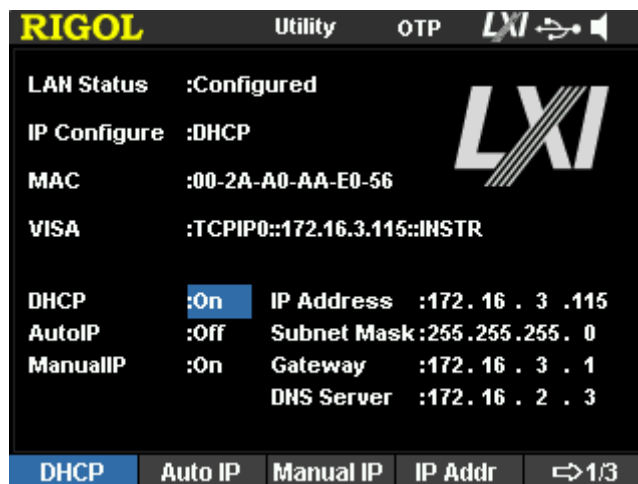 RIGOL Utility OTP LXI
LAN Status :Configured
LXI
IP Configure :DHCP
MAC :00-2A-A0-AA-E0-56
VISA :TCPIP0::172.16.3.115::INSTR
DHCP :On IP Address :172. 16 . 3 .115
AutoIP :Off Subnet Mask:255.255.255. 0
ManualIP :On Gateway :172. 16 . 3 . 1
DNS Server :172. 16 . 2 . 3
DHCP Auto IP Manual IP IP Addr ⇨1/3